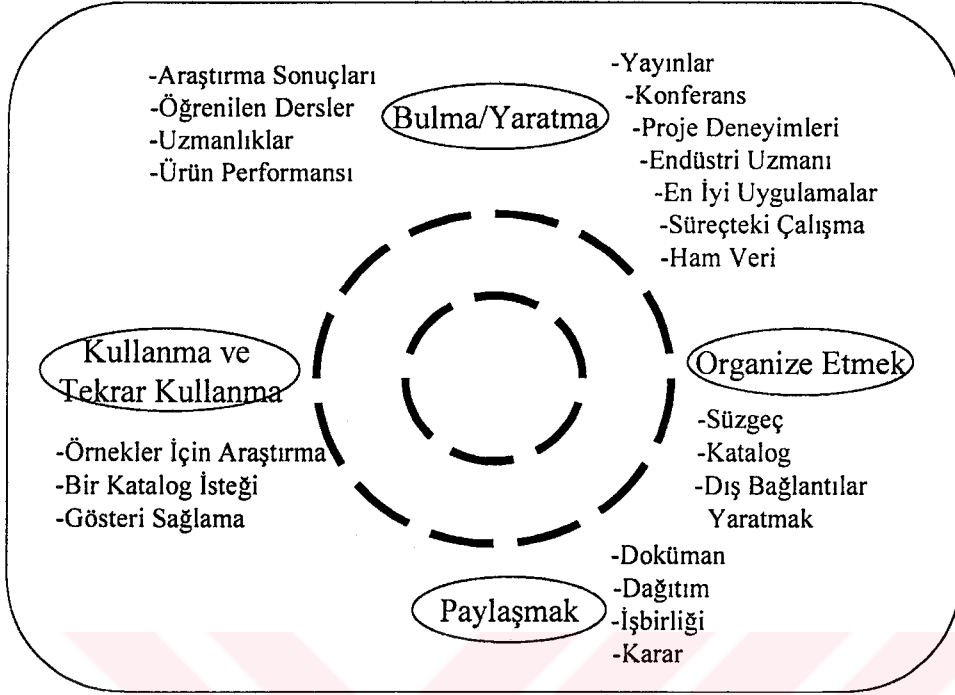 -Araştırma Sonuçları
-Öğrenilen Dersler
-Uzmanlıklar
-Ürün Performansı
Bulma/Yaratma
-Yayınlar
-Konferans
-Proje Deneyimleri
-Endüstri Uzmanı
-En İyi Uygulamalar
-Süreçteki Çalışma
-Ham Veri
Kullanma ve
Tekrar Kullanma
-Örnekler İçin Araştırma
-Bir Katalog İsteği
-Gösteri Sağlama
Organize Etmek
-Süzgeç
-Katalog
-Dış Bağlantılar
Yaratmak
Paylaşmak
-Doküman
-Dağıtım
-İşbirliği
-Karar